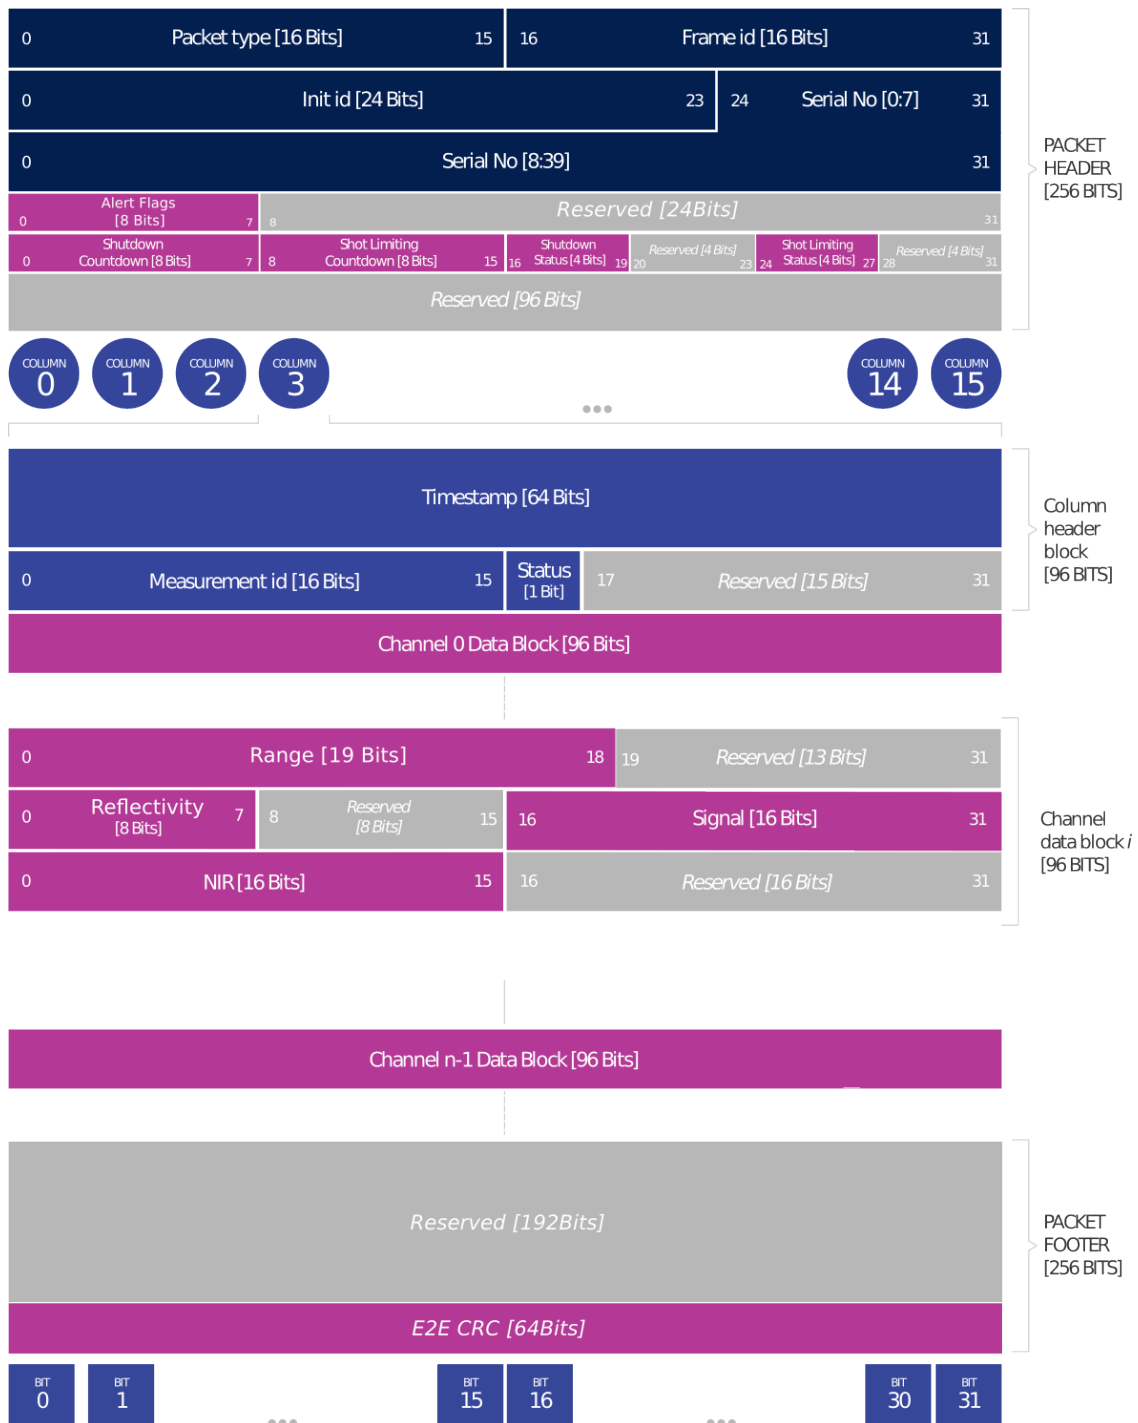 0 Packet type [16 Bits] 15 16 Frame id [16 Bits] 31
0 Init id [24 Bits] 23 24 Serial No [0:7] 31
0 Serial No [8:39] 31
PACKET
HEADER
[256 BITS]
Alert Flags
[8 Bits]
0 7 8 Reserved [24Bits] 31
Shutdown
Countdown [8 Bits]
0 7
Shot Limiting
Countdown [8 Bits]
8 15
Shutdown
Status [4 Bits]
16 19
Reserved [4 Bits]
20 23
Shot Limiting
Status [4 Bits]
24 27
Reserved [4 Bits]
28 31
Reserved [96 Bits]
COLUMN
0
COLUMN
1
COLUMN
2
COLUMN
3
COLUMN
14
COLUMN
15
Timestamp [64 Bits]
Column
header
block
[96 BITS]
0 Measurement id [16 Bits] 15
Status
[1 Bit]
17 Reserved [15 Bits] 31
Channel 0 Data Block [96 Bits]
0 Range [19 Bits] 18 19 Reserved [13 Bits] 31
Reflectivity
[8 Bits]
0 7
Reserved
[8 Bits]
8 15
16 Signal [16 Bits] 31
Channel
data block i
[96 BITS]
0 NIR [16 Bits] 15 16 Reserved [16 Bits] 31
Channel n-1 Data Block [96 Bits]
Reserved [192Bits]
PACKET
FOOTER
[256 BITS]
E2E CRC [64Bits]
BIT
0
BIT
1
BIT
15
BIT
16
BIT
30
BIT
31